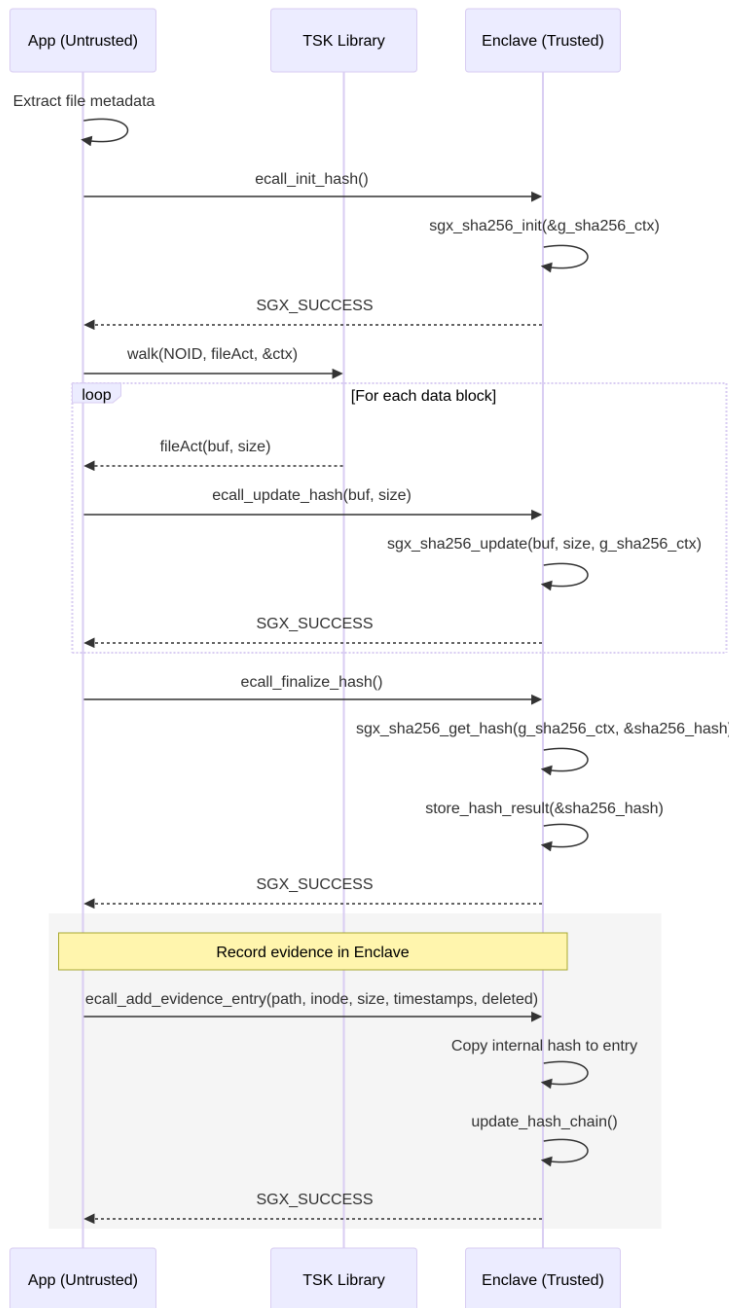 App (Untrusted)
TSK Library
Enclave (Trusted)
Extract file metadata
ecall_init_hash()
sgx_sha256_init(&g_sha256_ctx)
SGX_SUCCESS
walk(NOID, fileAct, &ctx)
loop
[For each data block]
fileAct(buf, size)
ecall_update_hash(buf, size)
sgx_sha256_update(buf, size, g_sha256_ctx)
SGX_SUCCESS
ecall_finalize_hash()
sgx_sha256_get_hash(g_sha256_ctx, &sha256_hash)
store_hash_result(&sha256_hash)
SGX_SUCCESS
Record evidence in Enclave
ecall_add_evidence_entry(path, inode, size, timestamps, deleted)
Copy internal hash to entry
update_hash_chain()
SGX_SUCCESS
App (Untrusted)
TSK Library
Enclave (Trusted)